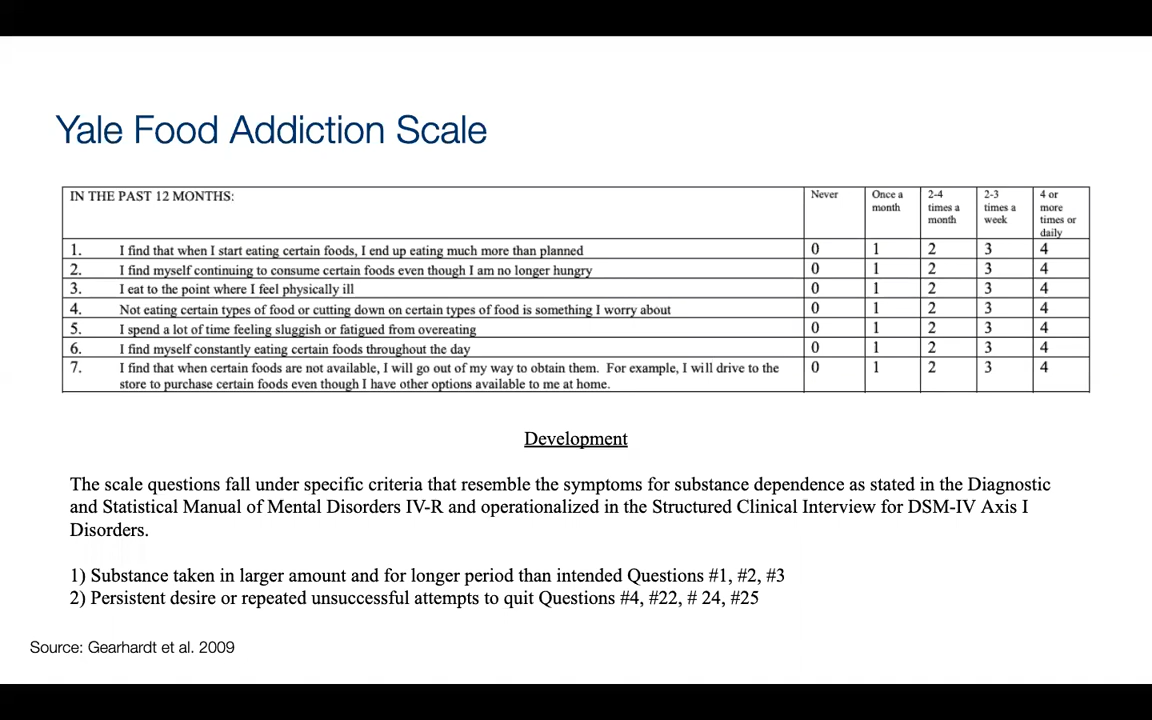 Yale Food Addiction Scale
IN THE PAST 12 MONTHS: Never Once a month 2-4 times a month 2-3 times a week 4 or more times or daily
1. I find that when I start eating certain foods, I end up eating much more than planned 0 1 2 3 4
2. I find myself continuing to consume certain foods even though I am no longer hungry 0 1 2 3 4
3. I eat to the point where I feel physically ill 0 1 2 3 4
4. Not eating certain types of food or cutting down on certain types of food is something I worry about 0 1 2 3 4
5. I spend a lot of time feeling sluggish or fatigued from overeating 0 1 2 3 4
6. I find myself constantly eating certain foods throughout the day 0 1 2 3 4
7. I find that when certain foods are not available, I will go out of my way to obtain them. For example, I will drive to the 0 1 2 3 4
store to purchase certain foods even though I have other options available to me at home.
Development
The scale questions fall under specific criteria that resemble the symptoms for substance dependence as stated in the Diagnostic
and Statistical Manual of Mental Disorders IV-R and operationalized in the Structured Clinical Interview for DSM-IV Axis I
Disorders.
1) Substance taken in larger amount and for longer period than intended Questions #1, #2, #3
2) Persistent desire or repeated unsuccessful attempts to quit Questions #4, #22, # 24, #25
Source: Gearhardt et al. 2009